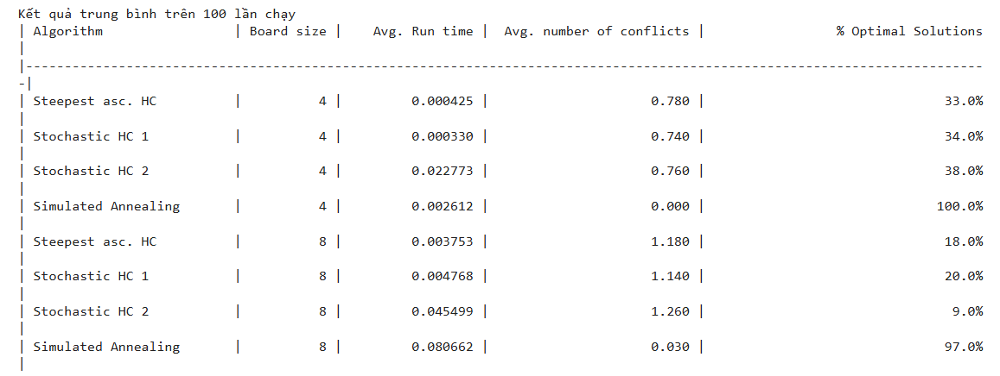 Kết quả trung bình trên 100 lần chạy
| Algorithm                 | Board size |    Avg. Run time |  Avg. number of conflicts |                 % Optimal Solutions
|
|----------------------------------------------------------------------------------------------------------------------------
-|
| Steepest asc. HC          |          4 |         0.000425 |                     0.780 |                               33.0%
|
| Stochastic HC 1           |          4 |         0.000330 |                     0.740 |                               34.0%
|
| Stochastic HC 2           |          4 |         0.022773 |                     0.760 |                               38.0%
|
| Simulated Annealing       |          4 |         0.002612 |                     0.000 |                              100.0%
|
| Steepest asc. HC          |          8 |         0.003753 |                     1.180 |                               18.0%
|
| Stochastic HC 1           |          8 |         0.004768 |                     1.140 |                               20.0%
|
| Stochastic HC 2           |          8 |         0.045499 |                     1.260 |                                9.0%
|
| Simulated Annealing       |          8 |         0.080662 |                     0.030 |                               97.0%
|